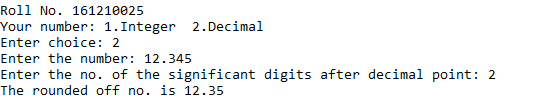 Roll No. 161210025
Your number: 1.Integer  2.Decimal
Enter choice: 2
Enter the number: 12.345
Enter the no. of the significant digits after decimal point: 2
The rounded off no. is 12.35